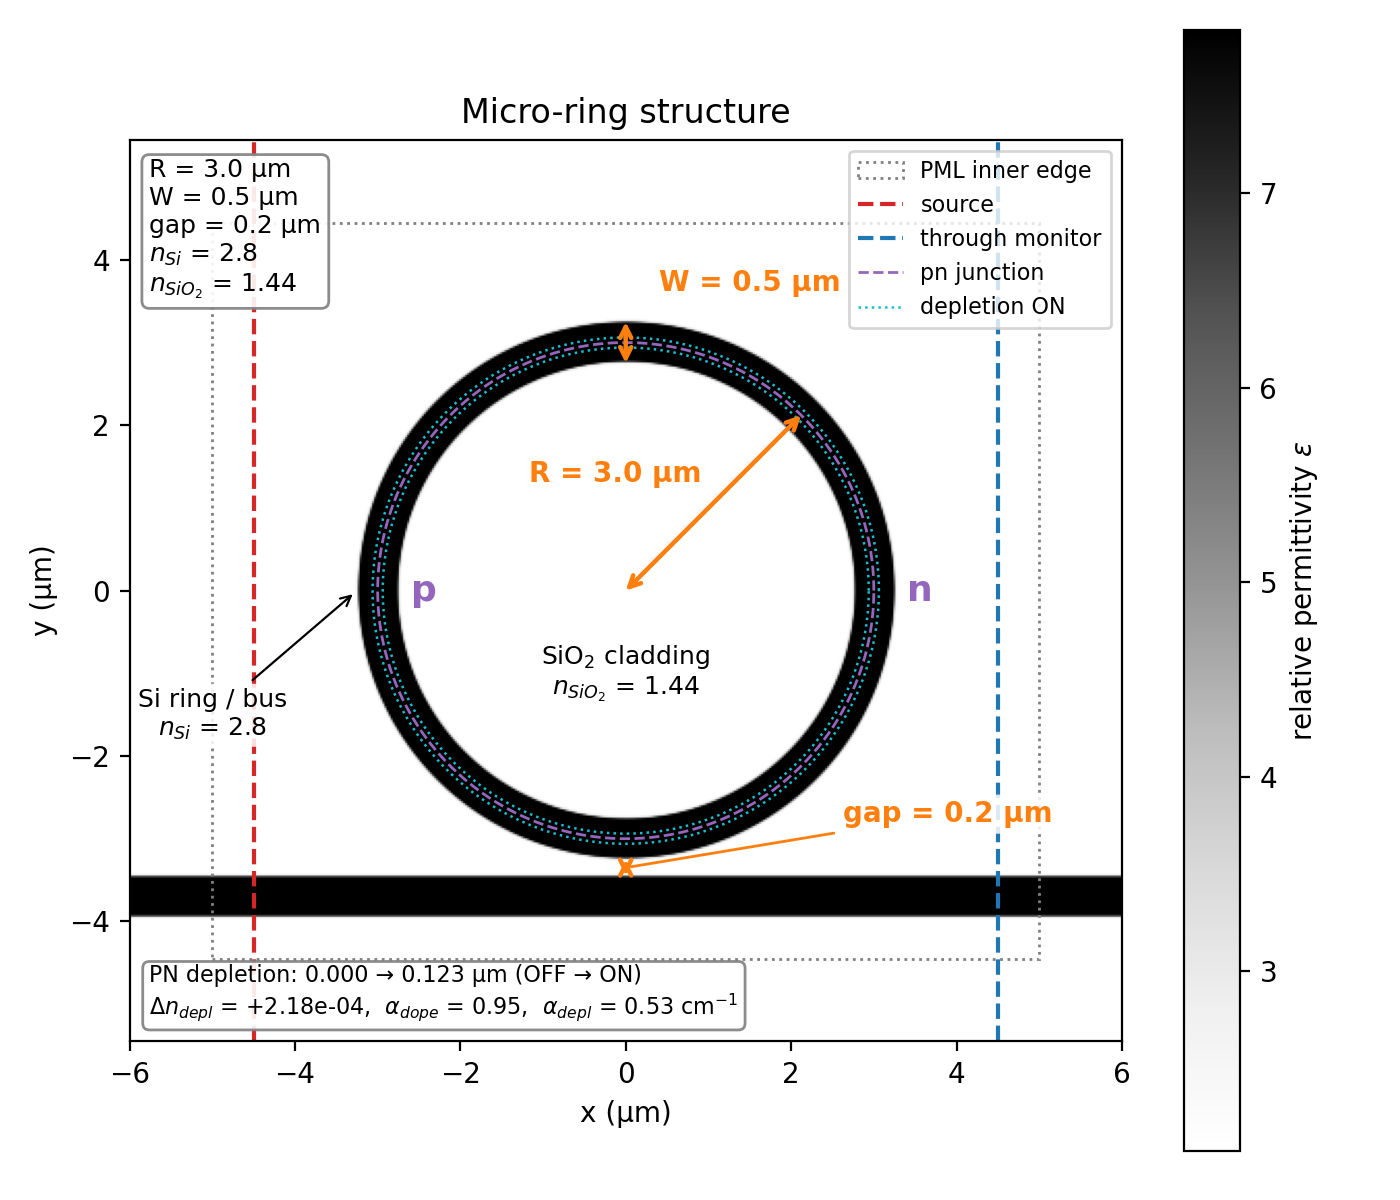 Micro-ring structure
R = 3.0 µm
W = 0.5 µm
gap = 0.2 µm
n_Si = 2.8
n_SiO₂ = 1.44
PML inner edge
source
through monitor
pn junction
depletion ON
W = 0.5 µm
R = 3.0 µm
p
n
SiO₂ cladding
n_SiO₂ = 1.44
Si ring / bus
n_Si = 2.8
gap = 0.2 µm
PN depletion: 0.000 → 0.123 µm (OFF → ON)
Δn_depl = +2.18e-04, α_dope = 0.95, α_depl = 0.53 cm⁻¹
4
2
0
−2
−4
y (µm)
−6 −4 −2 0 2 4 6
x (µm)
7
6
5
4
3
relative permittivity ε